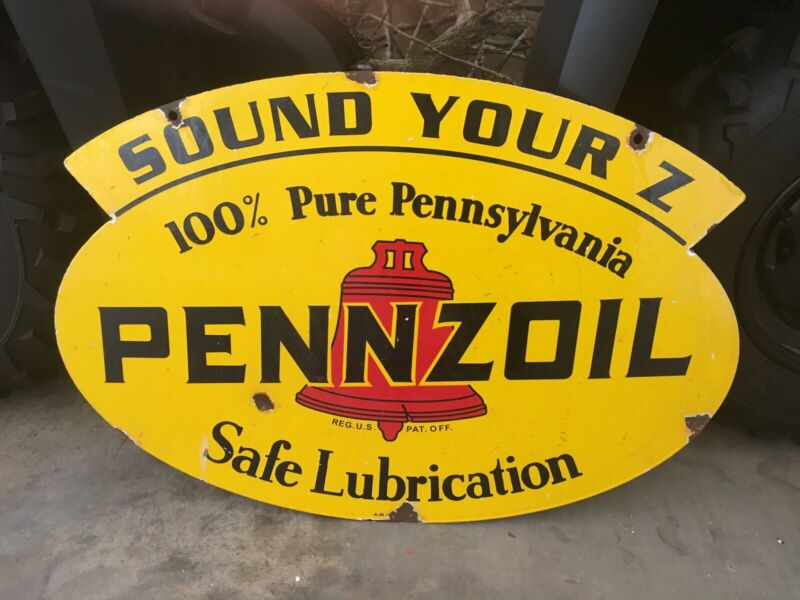 SOUND YOUR Z
100% Pure Pennsylvania
PENNZOIL
REG. U.S. PAT. OFF.
Safe Lubrication